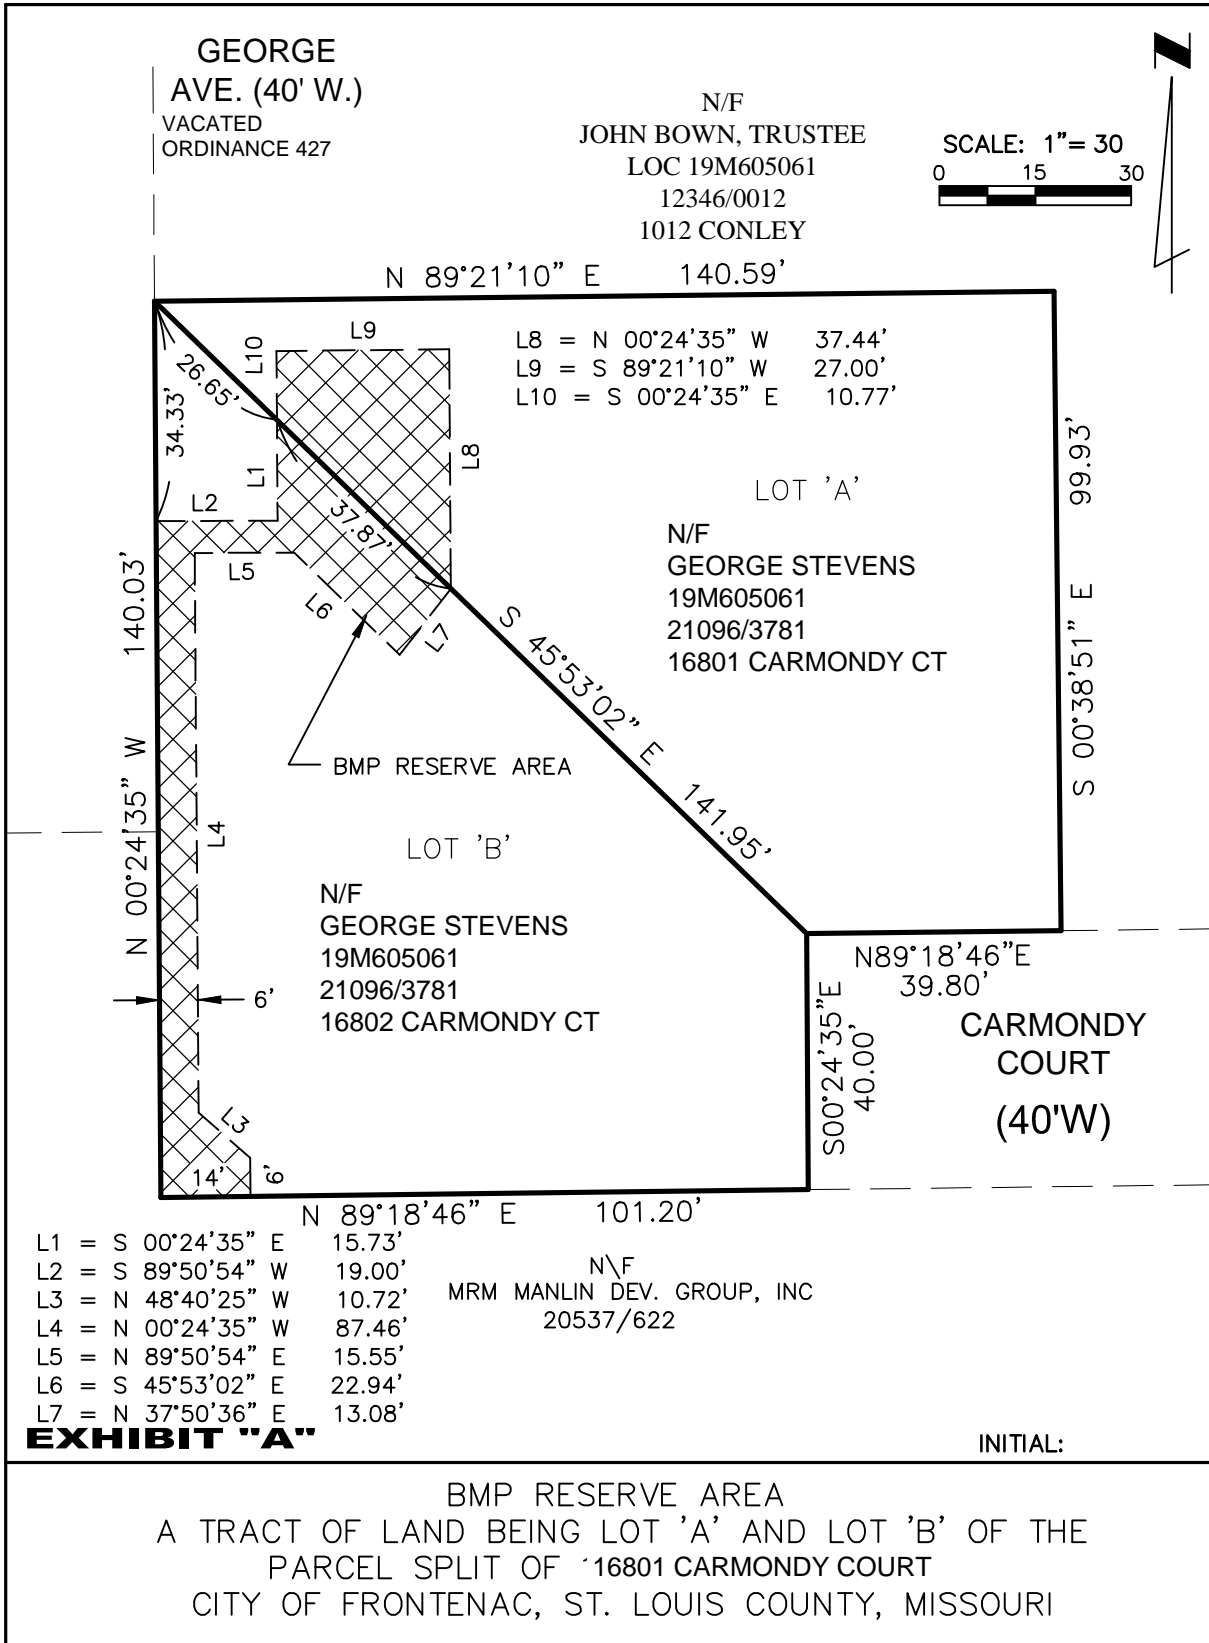 GEORGE
AVE. (40' W.)
VACATED
ORDINANCE 427
N/F
JOHN BOWN, TRUSTEE
LOC 19M605061
12346/0012
1012 CONLEY
N
SCALE: 1"= 30
0 15 30
N 89°21'10" E 140.59'
L8 = N 00°24'35" W 37.44'
L9 = S 89°21'10" W 27.00'
L10 = S 00°24'35" E 10.77'
L9
L10
26.65'
34.33'
L1
L8
L2
37.87'
L5
L6
L7
99.93'
S 00°38'51" E
LOT 'A'
N/F
GEORGE STEVENS
19M605061
21096/3781
16801 CARMONDY CT
140.03'
N 00°24'35" W
S 45°53'02" E 141.95'
BMP RESERVE AREA
L4
LOT 'B'
N/F
GEORGE STEVENS
19M605061
21096/3781
16802 CARMONDY CT
6'
N89°18'46"E
39.80'
S00°24'35"E
40.00'
CARMONDY
COURT
(40'W)
L3
14'
6'
N 89°18'46" E 101.20'
L1 = S 00°24'35" E 15.73'
L2 = S 89°50'54" W 19.00'
L3 = N 48°40'25" W 10.72'
L4 = N 00°24'35" W 87.46'
L5 = N 89°50'54" E 15.55'
L6 = S 45°53'02" E 22.94'
L7 = N 37°50'36" E 13.08'
N\F
MRM MANLIN DEV. GROUP, INC
20537/622
EXHIBIT "A"
INITIAL:
BMP RESERVE AREA
A TRACT OF LAND BEING LOT 'A' AND LOT 'B' OF THE
PARCEL SPLIT OF '16801 CARMONDY COURT
CITY OF FRONTENAC, ST. LOUIS COUNTY, MISSOURI